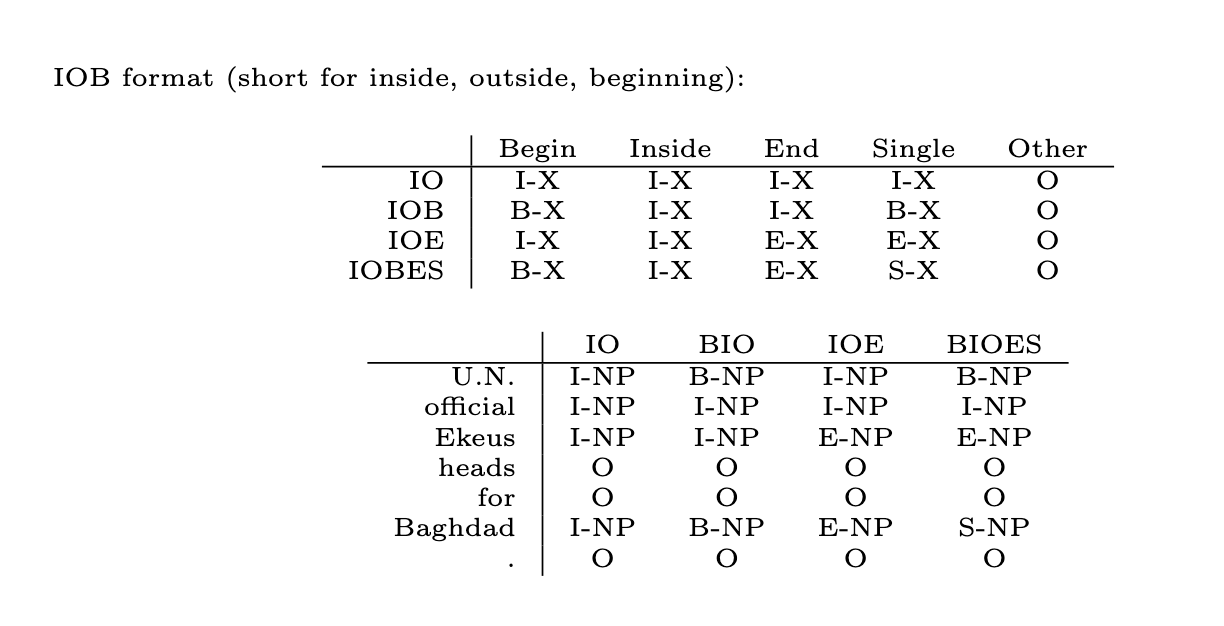 IOB format (short for inside, outside, beginning):
Begin Inside End Single Other
IO I-X I-X I-X I-X O
IOB B-X I-X I-X B-X O
IOE I-X I-X E-X E-X O
IOBES B-X I-X E-X S-X O
IO BIO IOE BIOES
U.N. I-NP B-NP I-NP B-NP
official I-NP I-NP I-NP I-NP
Ekeus I-NP I-NP E-NP E-NP
heads O O O O
for O O O O
Baghdad I-NP B-NP E-NP S-NP
. O O O O